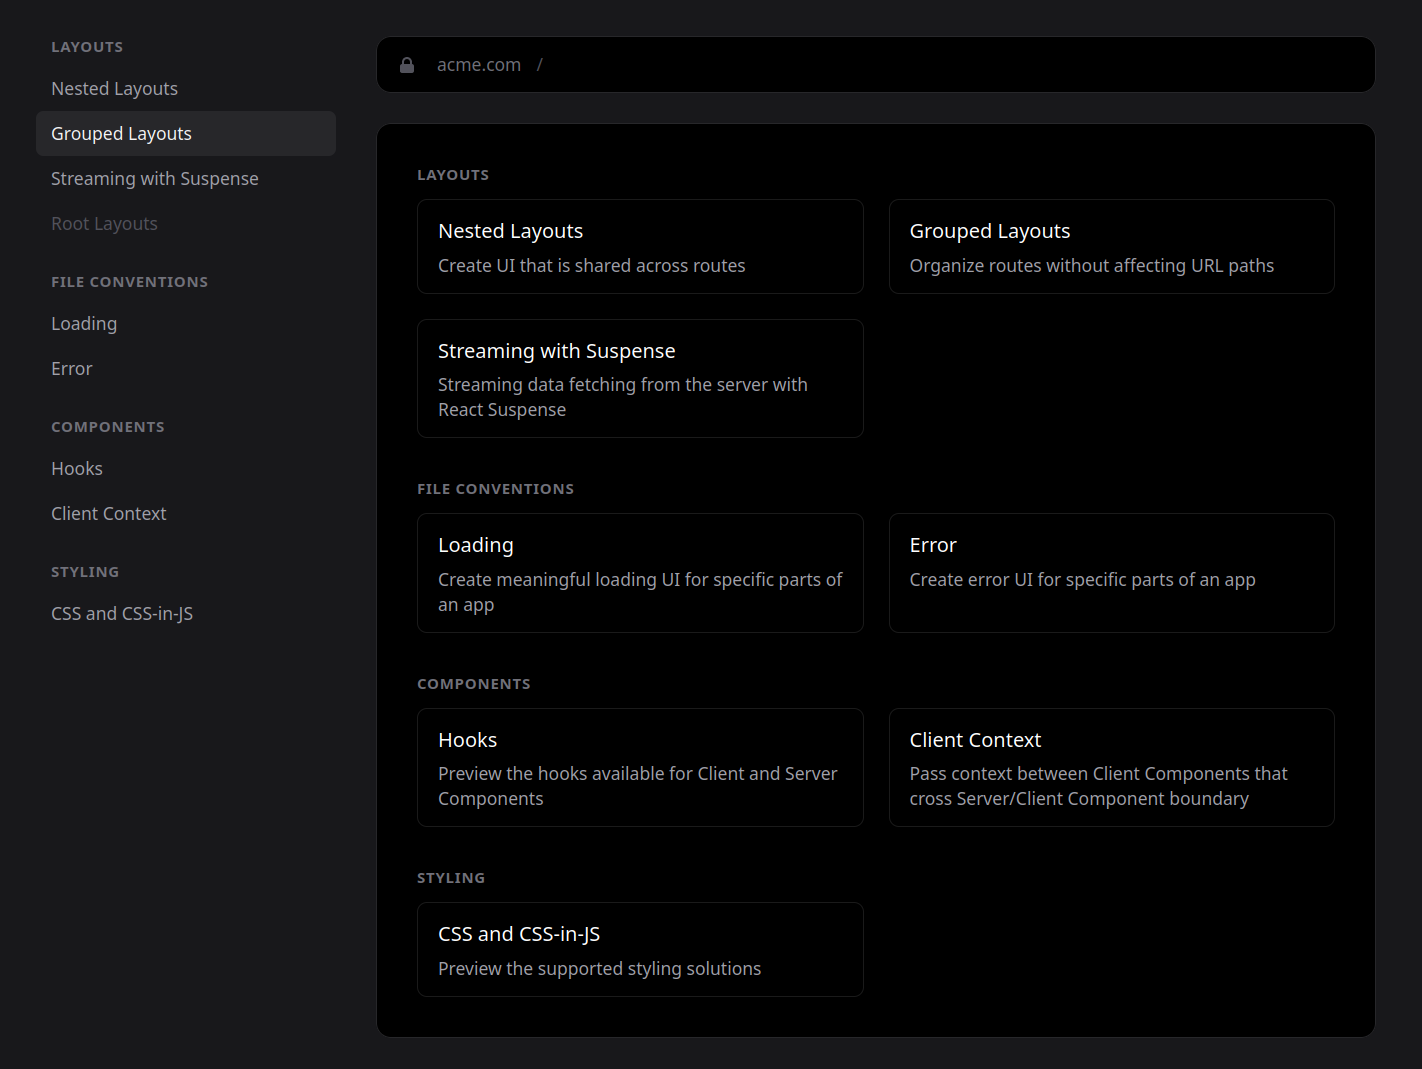 LAYOUTS
Nested Layouts
Grouped Layouts
Streaming with Suspense
Root Layouts
FILE CONVENTIONS
Loading
Error
COMPONENTS
Hooks
Client Context
STYLING
CSS and CSS-in-JS
acme.com /
LAYOUTS
Nested Layouts
Create UI that is shared across routes
Grouped Layouts
Organize routes without affecting URL paths
Streaming with Suspense
Streaming data fetching from the server with
React Suspense
FILE CONVENTIONS
Loading
Create meaningful loading UI for specific parts of
an app
Error
Create error UI for specific parts of an app
COMPONENTS
Hooks
Preview the hooks available for Client and Server
Components
Client Context
Pass context between Client Components that
cross Server/Client Component boundary
STYLING
CSS and CSS-in-JS
Preview the supported styling solutions